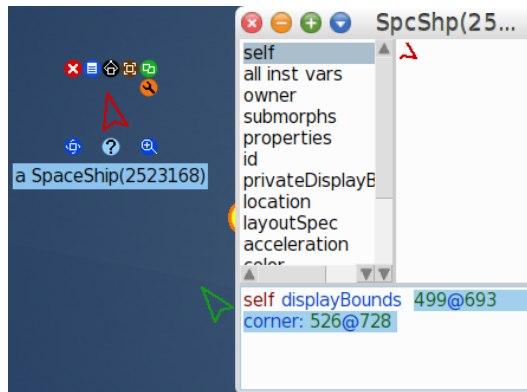 SpcShp(25...
self
all inst vars
owner
submorphs
properties
id
privateDisplayB
location
layoutSpec
acceleration
color
a SpaceShip(2523168)
self displayBounds 499@693
corner: 526@728